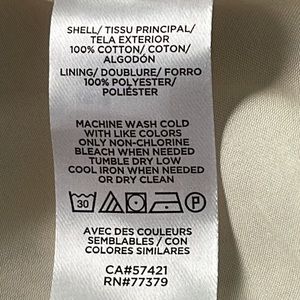 SHELL/ TISSU PRINCIPAL/
TELA EXTERIOR
100% COTTON/ COTON/
ALGODÓN
LINING/ DOUBLURE/ FORRO
100% POLYESTER/
POLIÉSTER
MACHINE WASH COLD
WITH LIKE COLORS
ONLY NON-CHLORINE
BLEACH WHEN NEEDED
TUMBLE DRY LOW
COOL IRON WHEN NEEDED
OR DRY CLEAN
30 P
AVEC DES COULEURS
SEMBLABLES / CON
COLORES SIMILARES
CA#57421
RN#77379